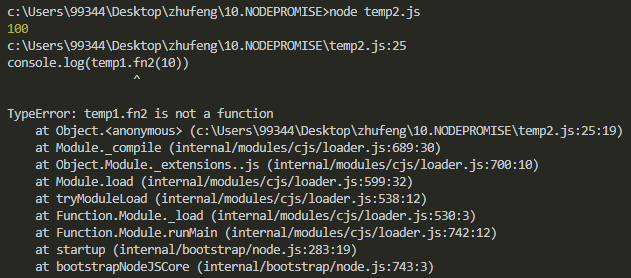 c:\Users\99344\Desktop\zhufeng\10.NODEPROMISE>node temp2.js
100
c:\Users\99344\Desktop\zhufeng\10.NODEPROMISE\temp2.js:25
console.log(temp1.fn2(10))
^
TypeError: temp1.fn2 is not a function
at Object.<anonymous> (c:\Users\99344\Desktop\zhufeng\10.NODEPROMISE\temp2.js:25:19)
at Module._compile (internal/modules/cjs/loader.js:689:30)
at Object.Module._extensions..js (internal/modules/cjs/loader.js:700:10)
at Module.load (internal/modules/cjs/loader.js:599:32)
at tryModuleLoad (internal/modules/cjs/loader.js:538:12)
at Function.Module._load (internal/modules/cjs/loader.js:530:3)
at Function.Module.runMain (internal/modules/cjs/loader.js:742:12)
at startup (internal/bootstrap/node.js:283:19)
at bootstrapNodeJSCore (internal/bootstrap/node.js:743:3)